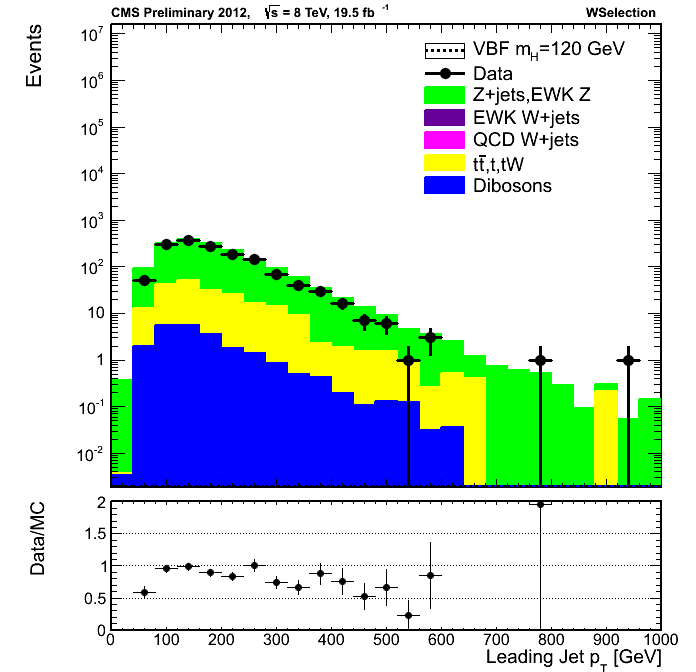 CMS Preliminary 2012, √s = 8 TeV, 19.5 fb⁻¹ WSelection
Events
10⁷
10⁶
10⁵
10⁴
10³
10²
10
1
10⁻¹
10⁻²
VBF m_H=120 GeV
Data
Z+jets,EWK Z
EWK W+jets
QCD W+jets
tt̄,t,tW
Dibosons
Data/MC
2
1.5
1
0.5
0
0 100 200 300 400 500 600 700 800 900 1000
Leading Jet p_T [GeV]